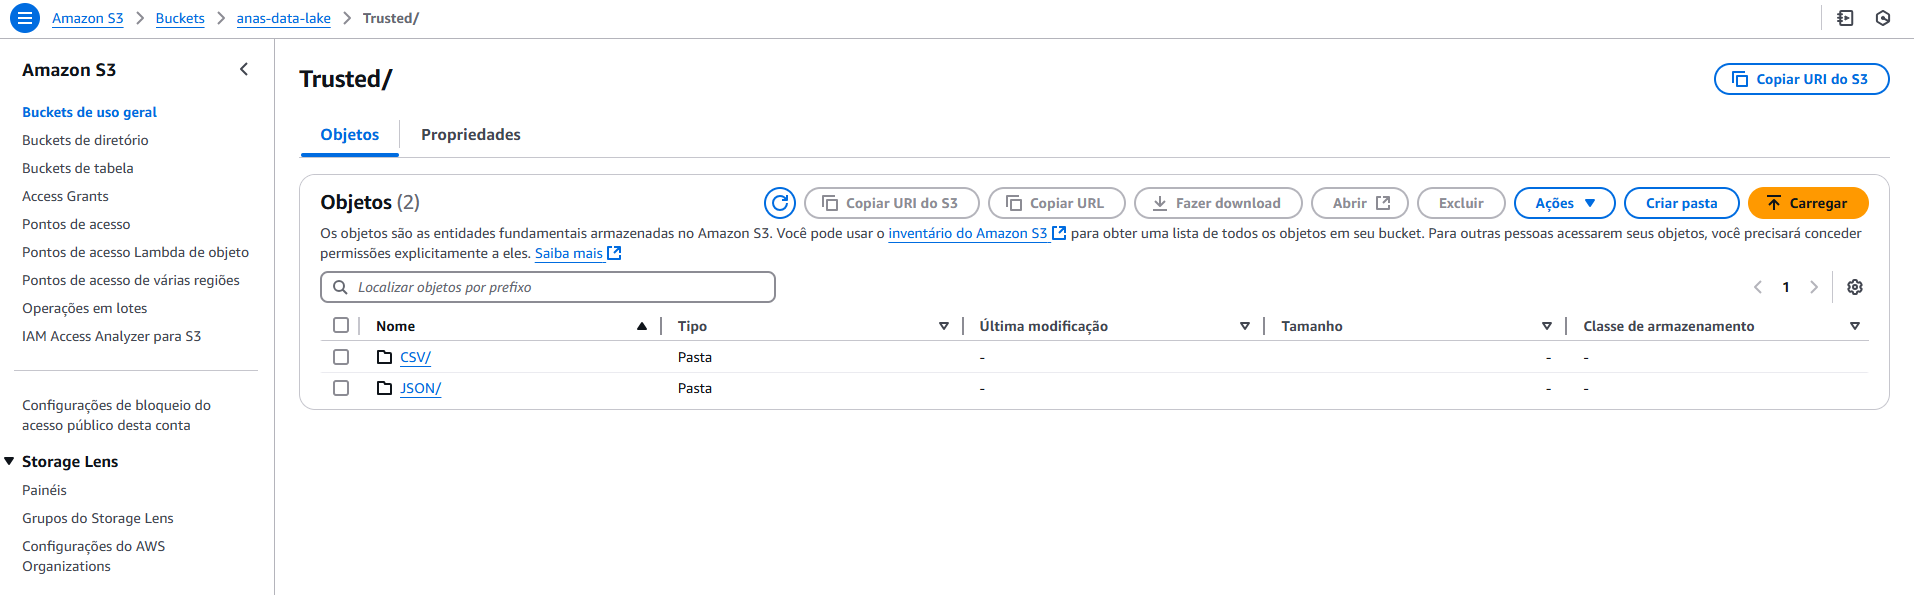 Amazon S3 > Buckets > anas-data-lake > Trusted/
Amazon S3
Buckets de uso geral
Buckets de diretório
Buckets de tabela
Access Grants
Pontos de acesso
Pontos de acesso Lambda de objeto
Pontos de acesso de várias regiões
Operações em lotes
IAM Access Analyzer para S3
Configurações de bloqueio do
acesso público desta conta
Storage Lens
Painéis
Grupos do Storage Lens
Configurações do AWS
Organizations
Trusted/
Copiar URI do S3
Objetos Propriedades
Objetos (2)
Copiar URI do S3 Copiar URL Fazer download Abrir Excluir Ações Criar pasta Carregar
Os objetos são as entidades fundamentais armazenadas no Amazon S3. Você pode usar o inventário do Amazon S3 para obter uma lista de todos os objetos em seu bucket. Para outras pessoas acessarem seus objetos, você precisará conceder
permissões explicitamente a eles. Saiba mais
Localizar objetos por prefixo
1
Nome Tipo Última modificação Tamanho Classe de armazenamento
CSV/ Pasta - - -
JSON/ Pasta - - -